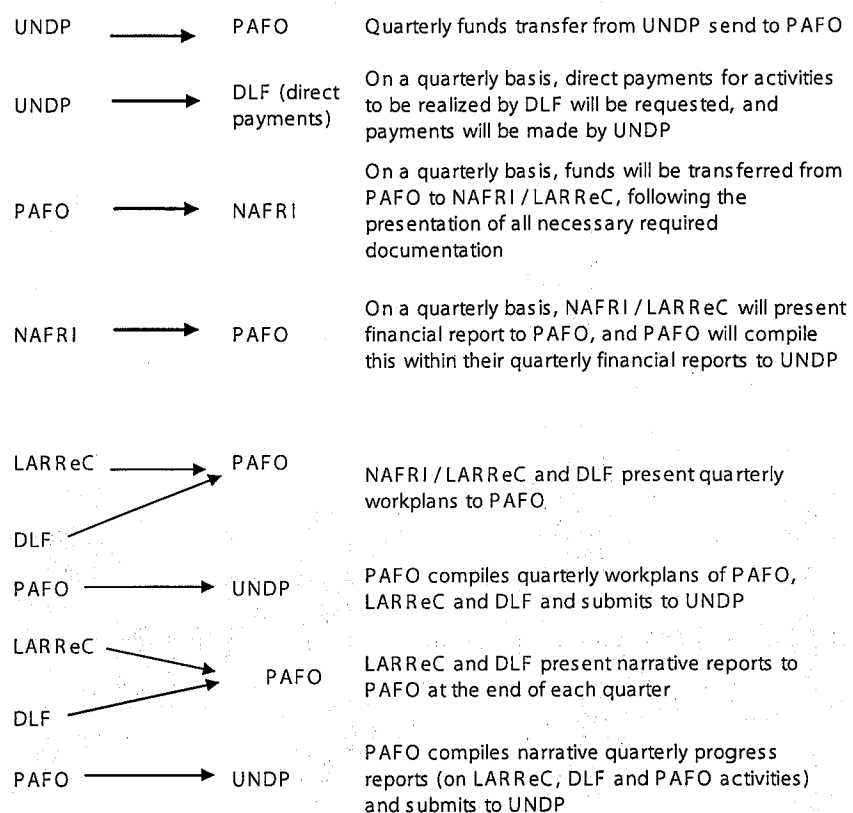 UNDP PAFO Quarterly funds transfer from UNDP send to PAFO
UNDP DLF (direct payments) On a quarterly basis, direct payments for activities
to be realized by DLF will be requested, and
payments will be made by UNDP
PAFO NAFRI On a quarterly basis, funds will be transferred from
PAFO to NAFRI / LARReC, following the
presentation of all necessary required
documentation
NAFRI PAFO On a quarterly basis, NAFRI / LARReC will present
financial report to PAFO, and PAFO will compile
this within their quarterly financial reports to UNDP
LARReC PAFO
DLF
NAFRI / LARReC and DLF present quarterly
workplans to PAFO
PAFO UNDP PAFO compiles quarterly workplans of PAFO,
LARReC and DLF and submits to UNDP
LARReC
DLF
PAFO LARReC and DLF present narrative reports to
PAFO at the end of each quarter
PAFO UNDP PAFO compiles narrative quarterly progress
reports (on LARReC, DLF and PAFO activities)
and submits to UNDP